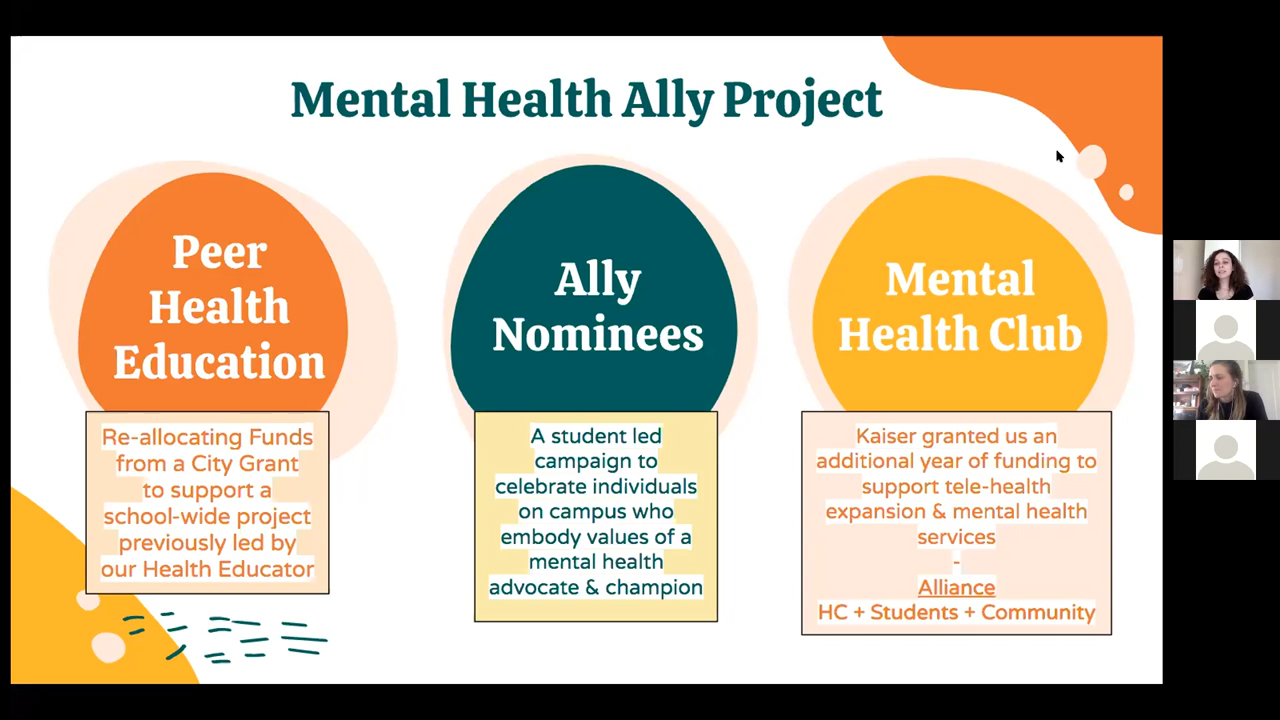 Mental Health Ally Project
Peer
Health
Education
Re-allocating Funds
from a City Grant
to support a
school-wide project
previously led by
our Health Educator
Ally
Nominees
A student led
campaign to
celebrate individuals
on campus who
embody values of a
mental health
advocate & champion
Mental
Health Club
Kaiser granted us an
additional year of funding to
support tele-health
expansion & mental health
services
-
Alliance
HC + Students + Community